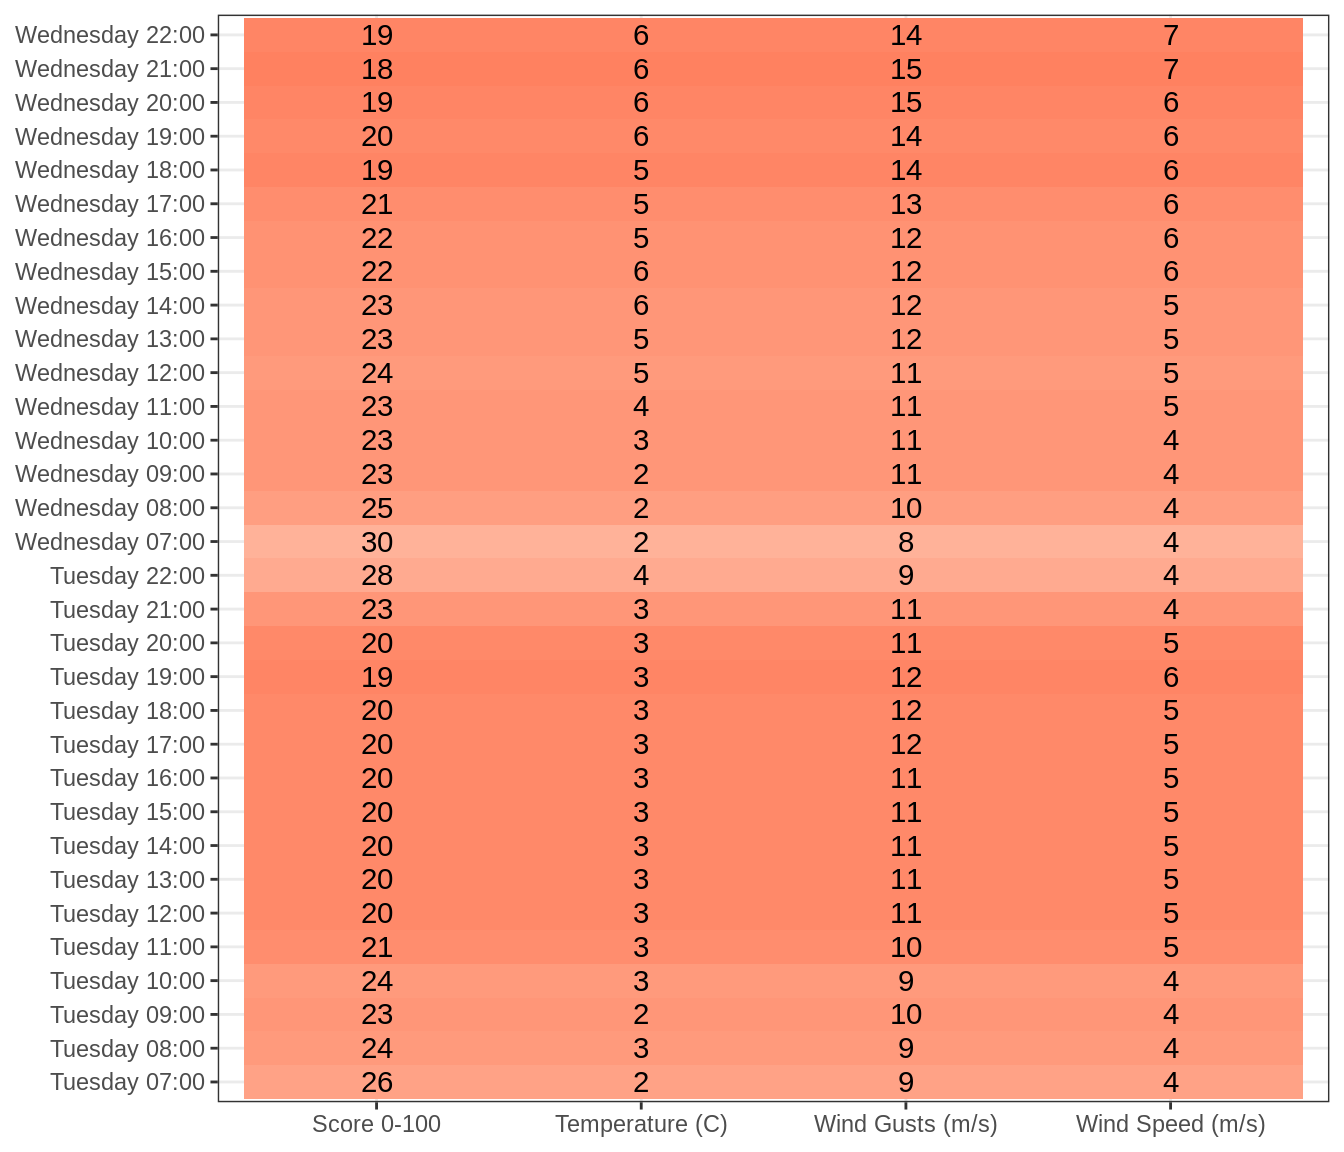 Wednesday 22:00 19 6 14 7
Wednesday 21:00 18 6 15 7
Wednesday 20:00 19 6 15 6
Wednesday 19:00 20 6 14 6
Wednesday 18:00 19 5 14 6
Wednesday 17:00 21 5 13 6
Wednesday 16:00 22 5 12 6
Wednesday 15:00 22 6 12 6
Wednesday 14:00 23 6 12 5
Wednesday 13:00 23 5 12 5
Wednesday 12:00 24 5 11 5
Wednesday 11:00 23 4 11 5
Wednesday 10:00 23 3 11 4
Wednesday 09:00 23 2 11 4
Wednesday 08:00 25 2 10 4
Wednesday 07:00 30 2 8 4
Tuesday 22:00 28 4 9 4
Tuesday 21:00 23 3 11 4
Tuesday 20:00 20 3 11 5
Tuesday 19:00 19 3 12 6
Tuesday 18:00 20 3 12 5
Tuesday 17:00 20 3 12 5
Tuesday 16:00 20 3 11 5
Tuesday 15:00 20 3 11 5
Tuesday 14:00 20 3 11 5
Tuesday 13:00 20 3 11 5
Tuesday 12:00 20 3 11 5
Tuesday 11:00 21 3 10 5
Tuesday 10:00 24 3 9 4
Tuesday 09:00 23 2 10 4
Tuesday 08:00 24 3 9 4
Tuesday 07:00 26 2 9 4
Score 0-100 Temperature (C) Wind Gusts (m/s) Wind Speed (m/s)